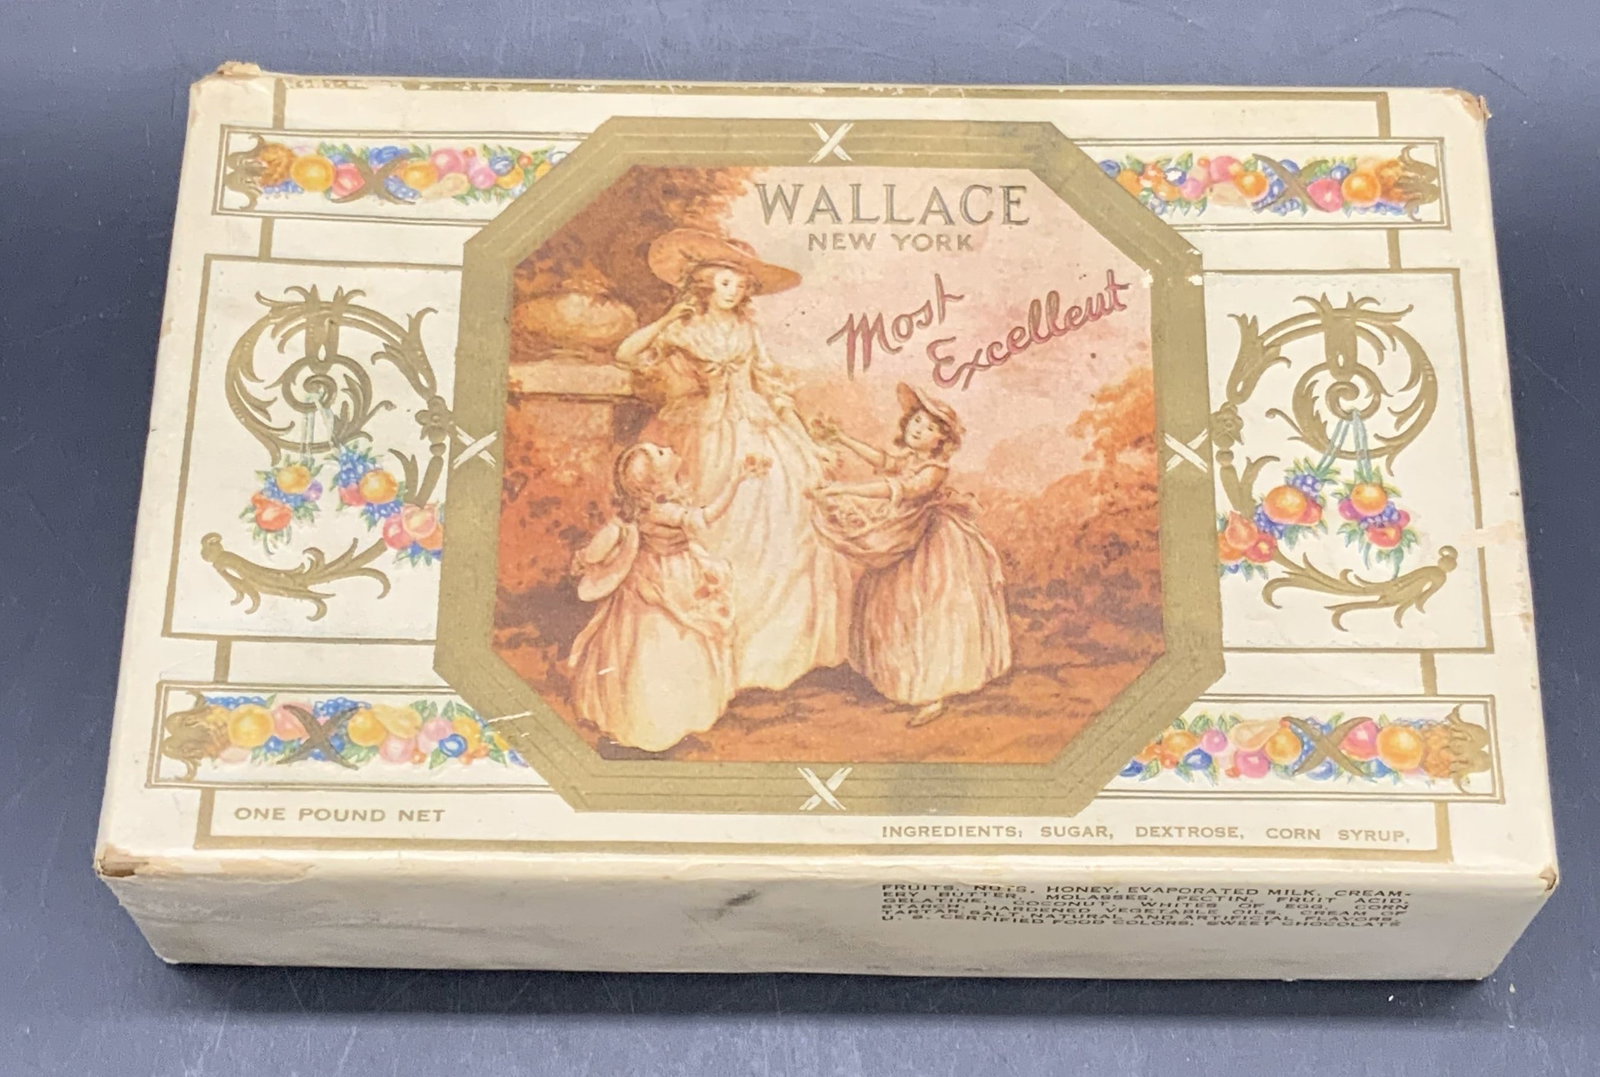 WALLACE
NEW YORK
Most
Excellent
ONE POUND NET
INGREDIENTS: SUGAR, DEXTROSE, CORN SYRUP,
FRUITS, NUTS, HONEY, EVAPORATED MILK, CREAM-
ERY BUTTER, MOLASSES, PECTIN, FRUIT ACID,
GELATINE, COCONUT, WHITES OF EGG, CORN
STARCH, HARDENED VEGETABLE OILS, CREAM OF
TARTAR, SALT, NATURAL AND ARTIFICIAL FLAVORS,
U. S. CERTIFIED FOOD COLORS, SWEET CHOCOLATE